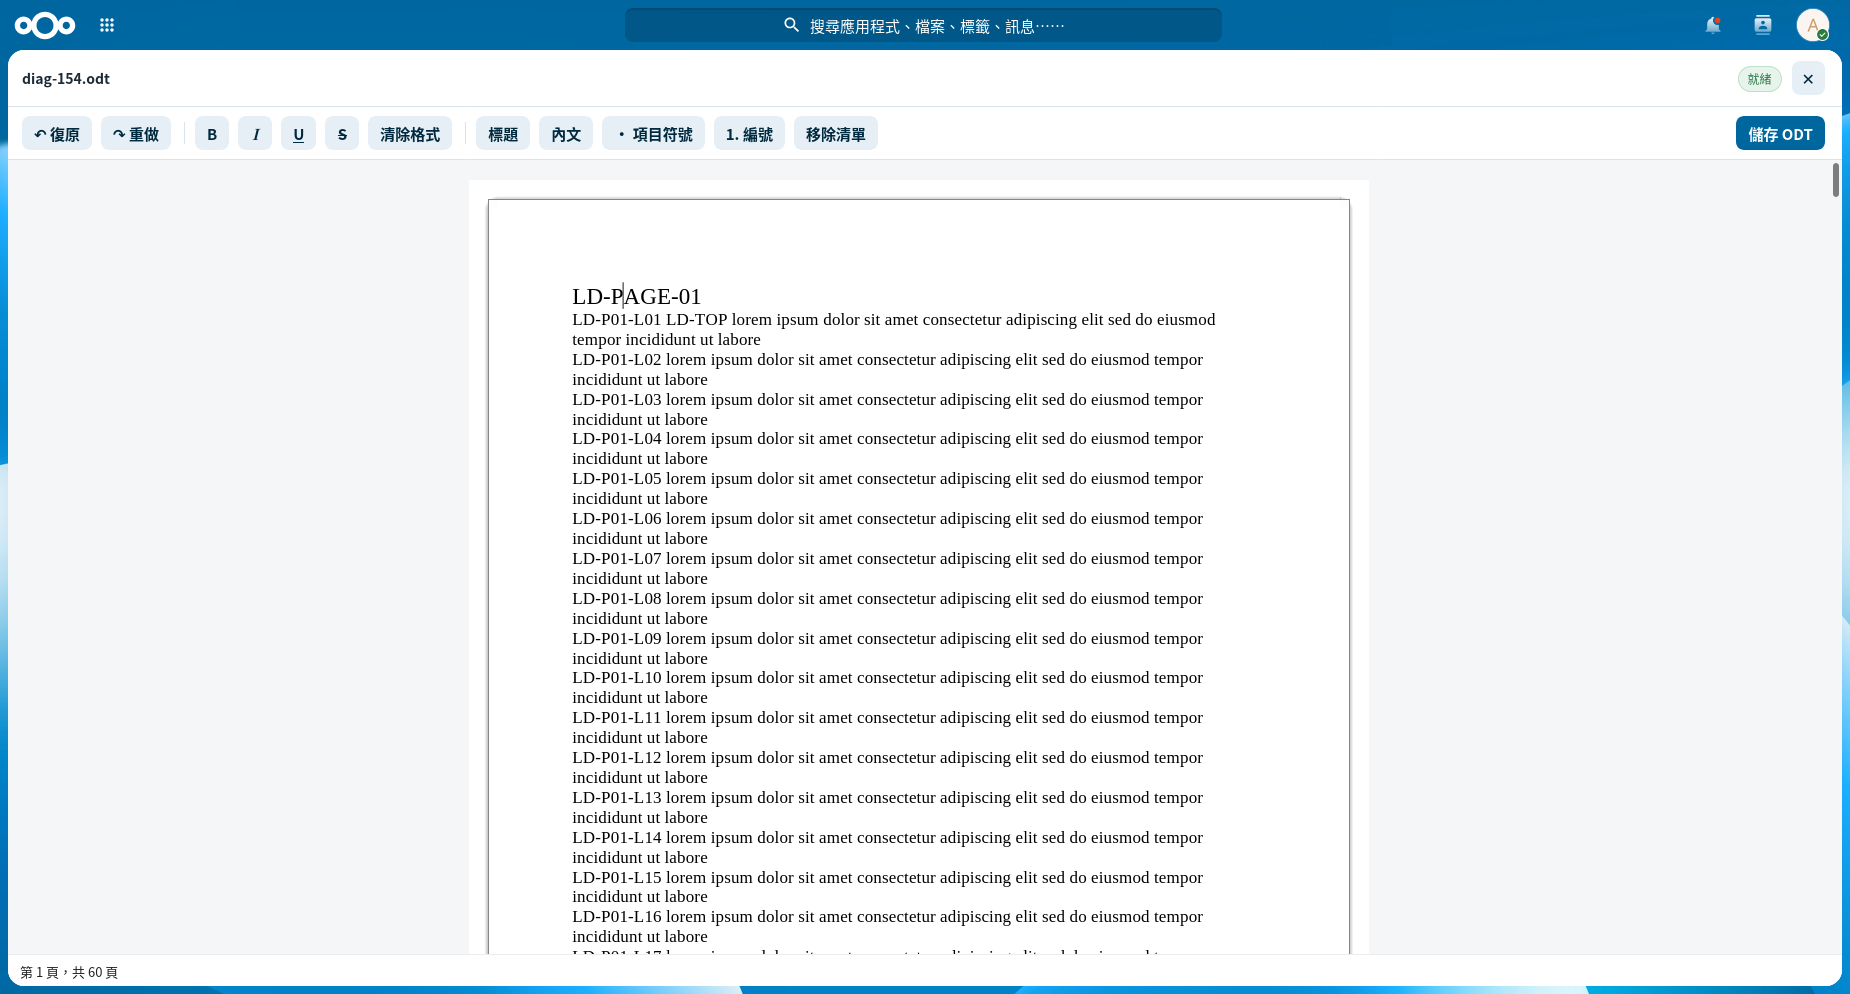 搜尋應用程式、檔案、標籤、訊息……
A
diag-154.odt
就緒
↶ 復原
↷ 重做
B
I
U
S
清除格式
標題
內文
• 項目符號
1. 編號
移除清單
儲存 ODT
LD-PAGE-01
LD-P01-L01 LD-TOP lorem ipsum dolor sit amet consectetur adipiscing elit sed do eiusmod
tempor incididunt ut labore
LD-P01-L02 lorem ipsum dolor sit amet consectetur adipiscing elit sed do eiusmod tempor
incididunt ut labore
LD-P01-L03 lorem ipsum dolor sit amet consectetur adipiscing elit sed do eiusmod tempor
incididunt ut labore
LD-P01-L04 lorem ipsum dolor sit amet consectetur adipiscing elit sed do eiusmod tempor
incididunt ut labore
LD-P01-L05 lorem ipsum dolor sit amet consectetur adipiscing elit sed do eiusmod tempor
incididunt ut labore
LD-P01-L06 lorem ipsum dolor sit amet consectetur adipiscing elit sed do eiusmod tempor
incididunt ut labore
LD-P01-L07 lorem ipsum dolor sit amet consectetur adipiscing elit sed do eiusmod tempor
incididunt ut labore
LD-P01-L08 lorem ipsum dolor sit amet consectetur adipiscing elit sed do eiusmod tempor
incididunt ut labore
LD-P01-L09 lorem ipsum dolor sit amet consectetur adipiscing elit sed do eiusmod tempor
incididunt ut labore
LD-P01-L10 lorem ipsum dolor sit amet consectetur adipiscing elit sed do eiusmod tempor
incididunt ut labore
LD-P01-L11 lorem ipsum dolor sit amet consectetur adipiscing elit sed do eiusmod tempor
incididunt ut labore
LD-P01-L12 lorem ipsum dolor sit amet consectetur adipiscing elit sed do eiusmod tempor
incididunt ut labore
LD-P01-L13 lorem ipsum dolor sit amet consectetur adipiscing elit sed do eiusmod tempor
incididunt ut labore
LD-P01-L14 lorem ipsum dolor sit amet consectetur adipiscing elit sed do eiusmod tempor
incididunt ut labore
LD-P01-L15 lorem ipsum dolor sit amet consectetur adipiscing elit sed do eiusmod tempor
incididunt ut labore
LD-P01-L16 lorem ipsum dolor sit amet consectetur adipiscing elit sed do eiusmod tempor
incididunt ut labore
第 1 頁，共 60 頁